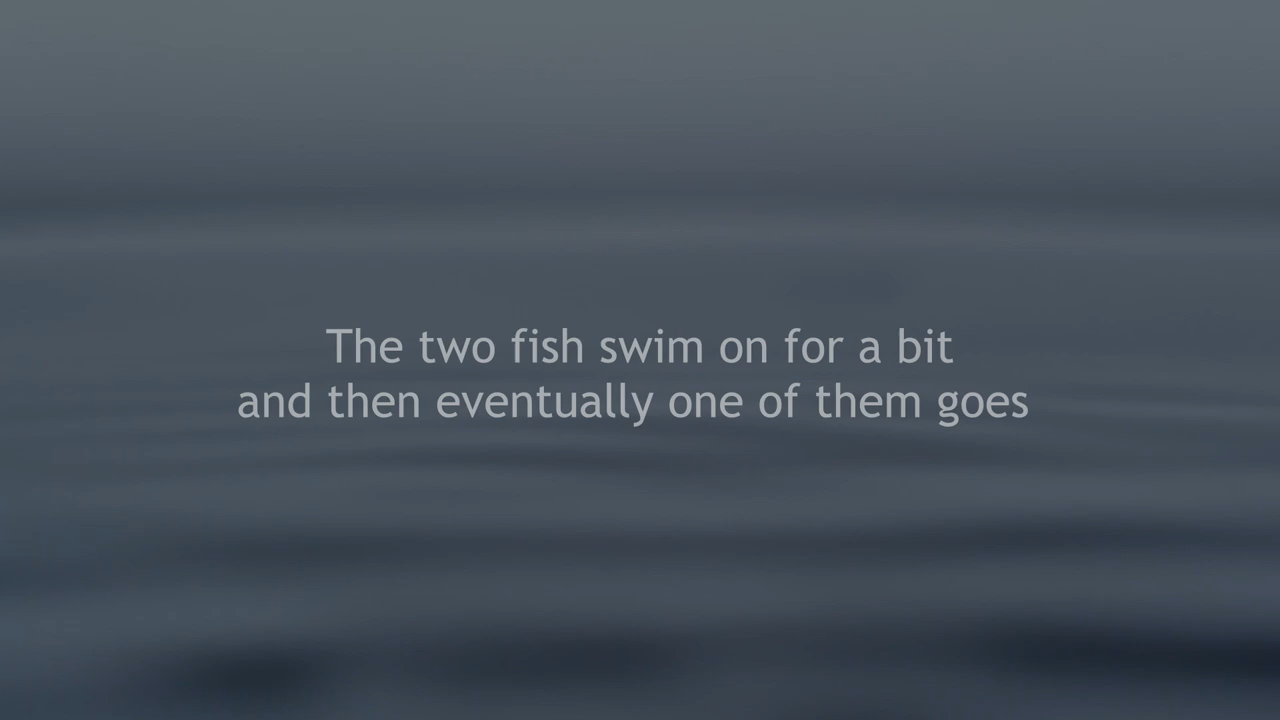 The two fish swim on for a bit
and then eventually one of them goes